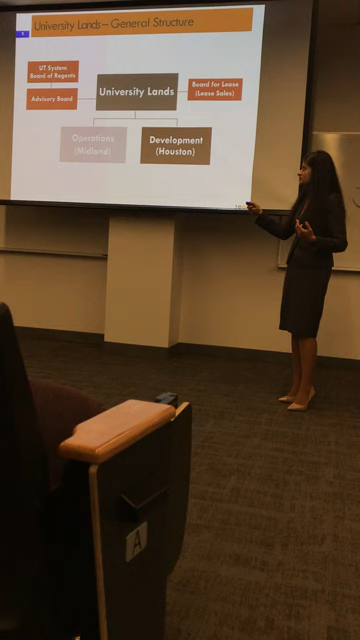 University Lands – General Structure
UT System
Board of Regents
Advisory Board
University Lands
Board for Lease
(Lease Sales)
Operations
(Midland)
Development
(Houston)
A